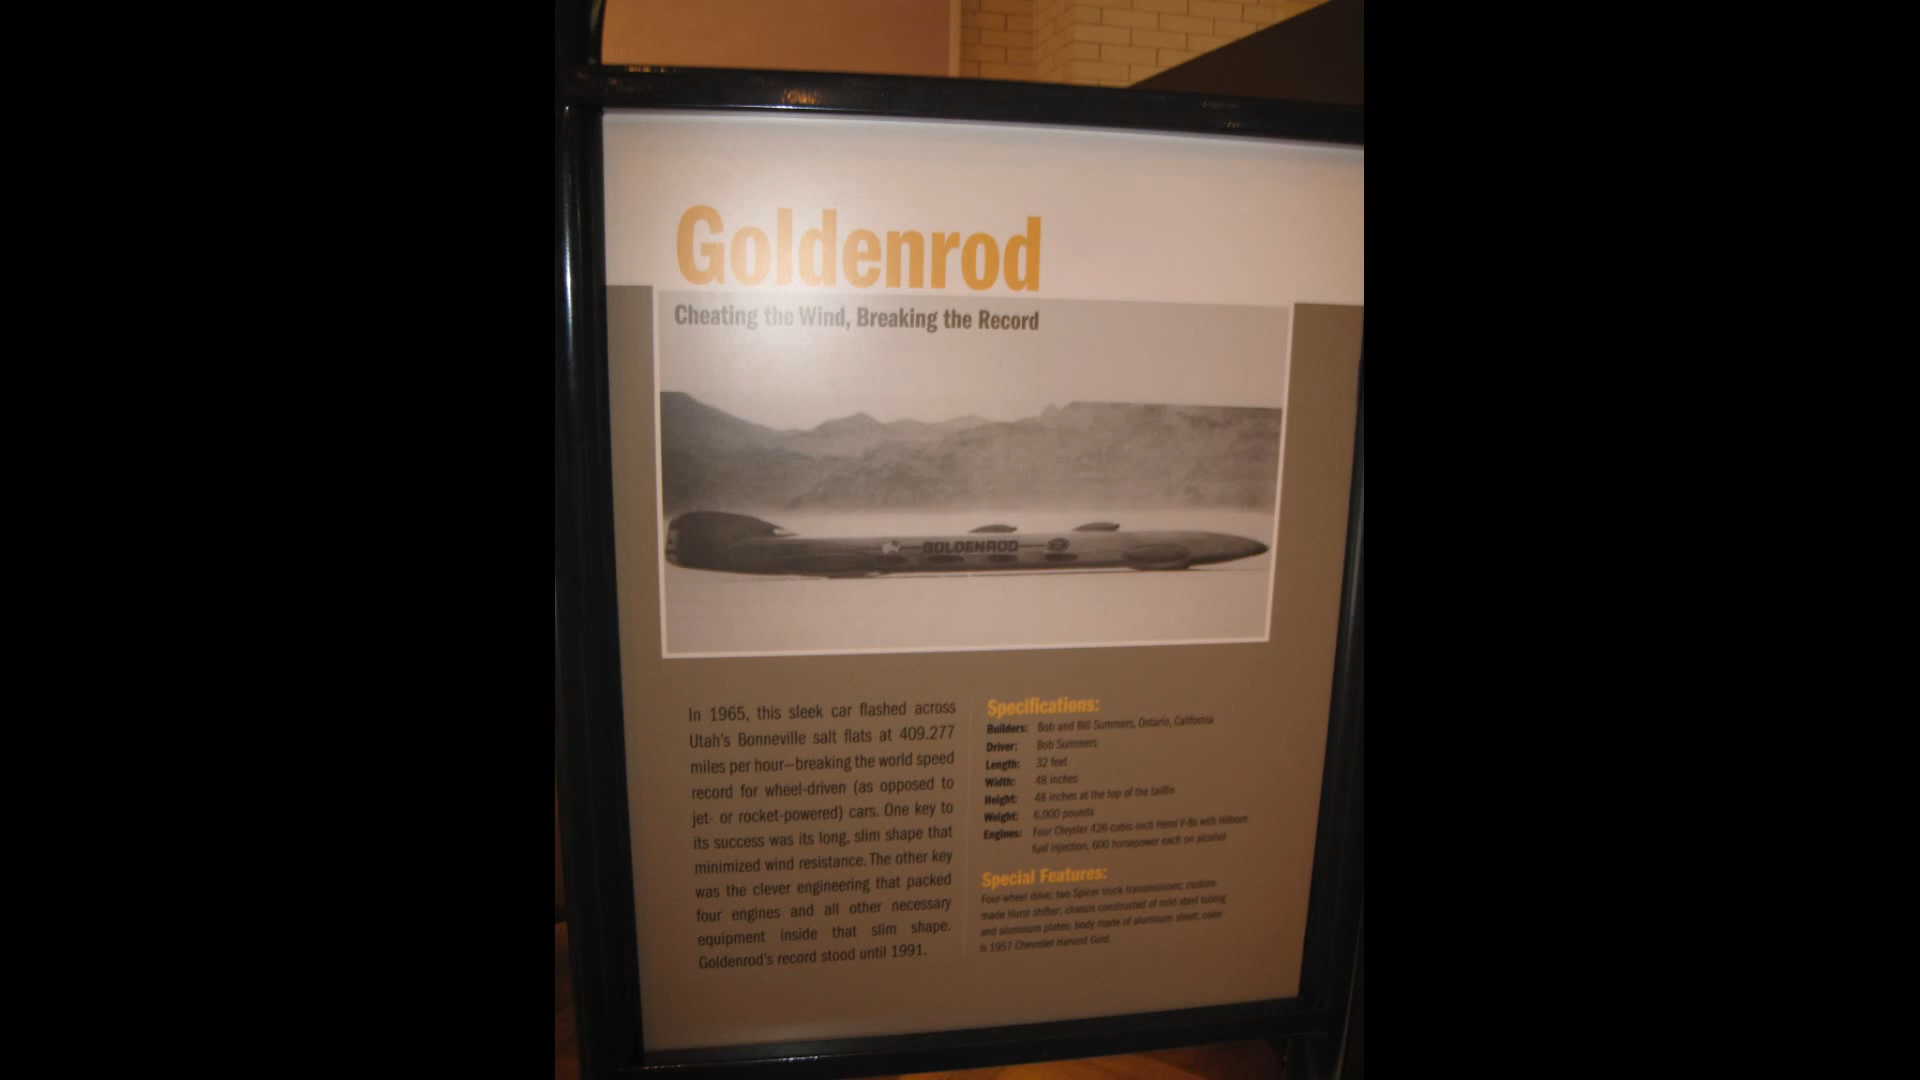 Goldenrod
Cheating the Wind, Breaking the Record
GOLDENROD
In 1965, this sleek car flashed across
Utah's Bonneville salt flats at 409.277
miles per hour—breaking the world speed
record for wheel-driven (as opposed to
jet- or rocket-powered) cars. One key to
its success was its long, slim shape that
minimized wind resistance. The other key
was the clever engineering that packed
four engines and all other necessary
equipment inside that slim shape.
Goldenrod's record stood until 1991.
Specifications:
Builders: Bob and Bill Summers, Ontario, California
Driver: Bob Summers
Length: 32 feet
Width: 48 inches
Height: 48 inches at the top of the tailfin
Weight: 6,000 pounds
Engines: Four Chrysler 426-cubic-inch Hemi V-8s with Hilborn
fuel injection, 600 horsepower each on alcohol
Special Features:
Four-wheel drive; two Spicer truck transmissions; custom-
made Hurst shifter; chassis constructed of mild steel tubing
and aluminum plates; body made of aluminum sheet; color
is 1957 Chevrolet Harvest Gold.